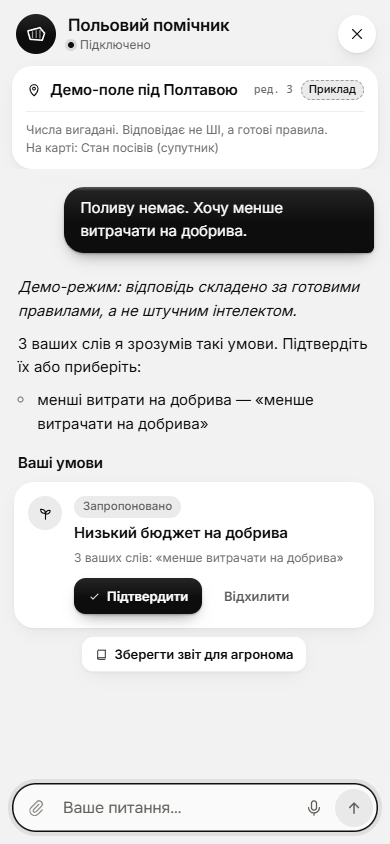 Польовий помічник
Підключено
Демо-поле під Полтавою
ред. 3
Приклад
Числа вигадані. Відповідає не ШІ, а готові правила.
На карті: Стан посівів (супутник)
Поливу немає. Хочу менше
витрачати на добрива.
Демо-режим: відповідь складено за готовими
правилами, а не штучним інтелектом.
З ваших слів я зрозумів такі умови. Підтвердіть
їх або приберіть:
менші витрати на добрива — «менше
витрачати на добрива»
Ваші умови
Запропоновано
Низький бюджет на добрива
З ваших слів: «менше витрачати на добрива»
Підтвердити
Відхилити
Зберегти звіт для агронома
Ваше питання...